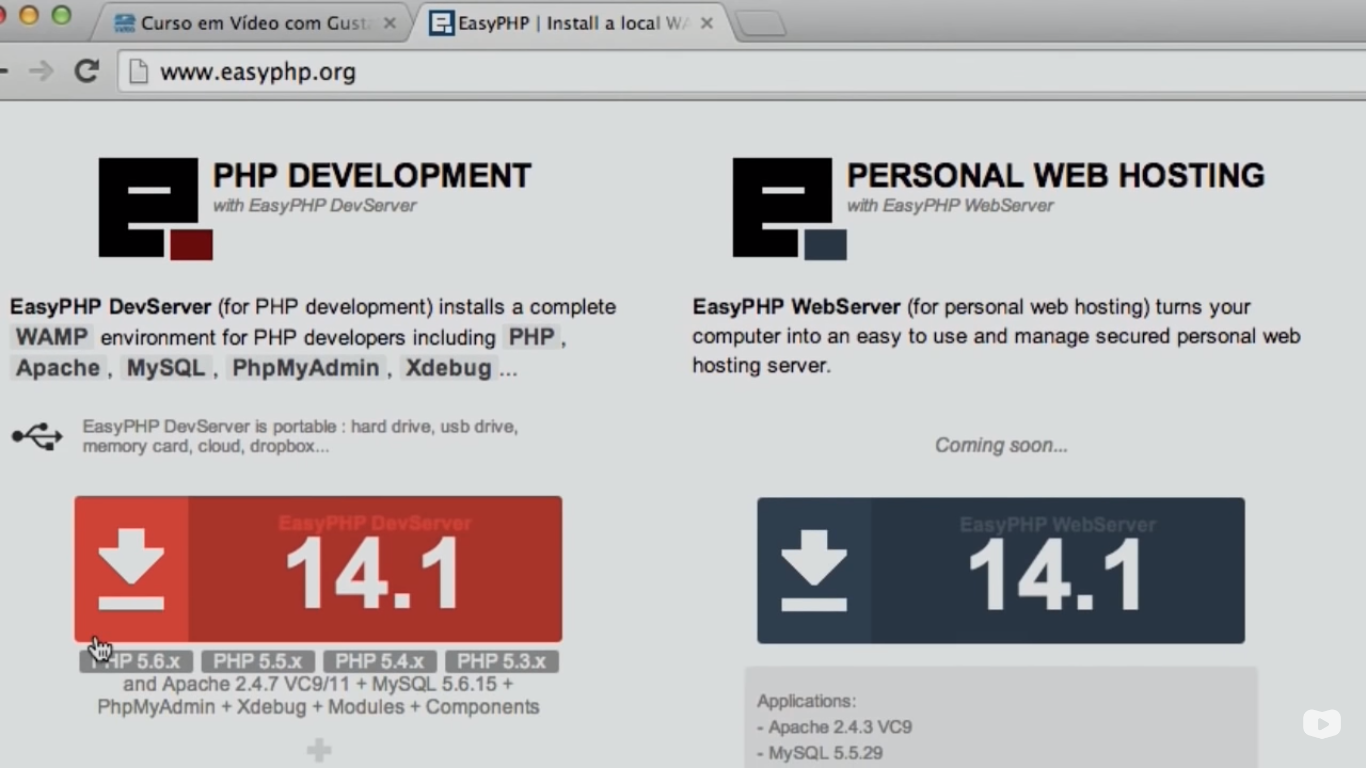 Curso em Vídeo com Gust
EasyPHP | Install a local WA
www.easyphp.org
PHP DEVELOPMENT
with EasyPHP DevServer
EasyPHP DevServer (for PHP development) installs a complete
WAMP environment for PHP developers including PHP ,
Apache , MySQL , PhpMyAdmin , Xdebug ...
EasyPHP DevServer is portable : hard drive, usb drive,
memory card, cloud, dropbox...
EasyPHP DevServer
14.1
PHP 5.6.x PHP 5.5.x PHP 5.4.x PHP 5.3.x
and Apache 2.4.7 VC9/11 + MySQL 5.6.15 +
PhpMyAdmin + Xdebug + Modules + Components
PERSONAL WEB HOSTING
with EasyPHP WebServer
EasyPHP WebServer (for personal web hosting) turns your
computer into an easy to use and manage secured personal web
hosting server.
Coming soon...
EasyPHP WebServer
14.1
Applications:
- Apache 2.4.3 VC9
- MySQL 5.5.29